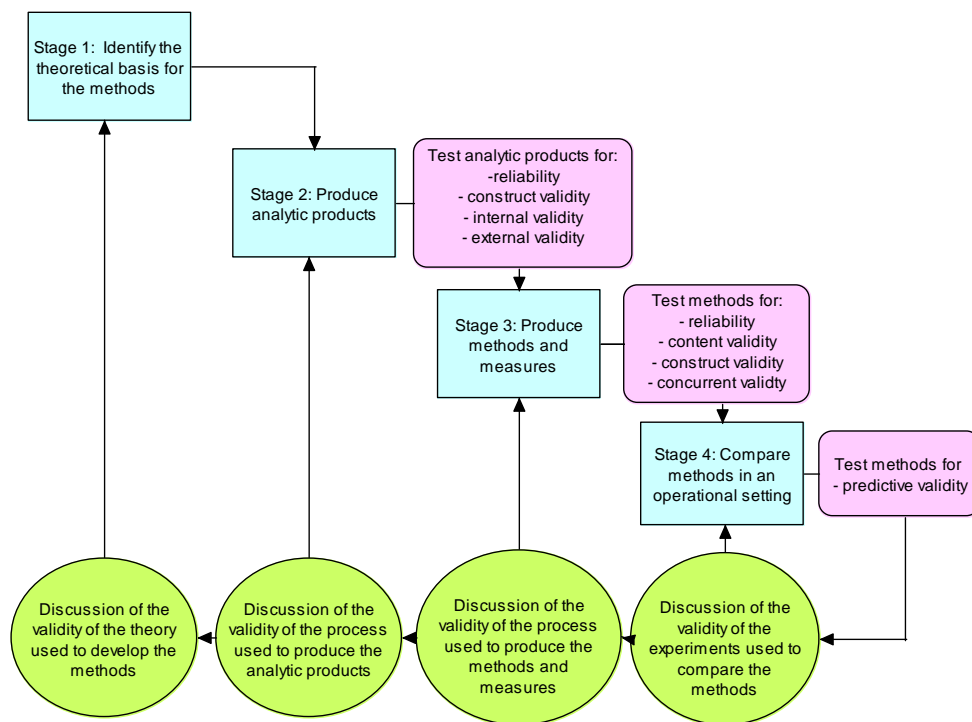 Stage 1:  Identify the
theoretical basis for
the methods
Stage 2: Produce
analytic products
Test analytic products for:
-reliability
- construct validity
- internal validity
- external validity
Stage 3: Produce
methods and
measures
Test methods for:
- reliability
- content validity
- construct validity
- concurrent validty
Stage 4: Compare
methods in an
operational setting
Test methods for
- predictive validity
Discussion of the
validity of the theory
used to develop the
methods
Discussion of the
validity of the process
used to produce the
analytic products
Discussion of the
validity of the process
used to produce the
methods and
measures
Discussion of the
validity of the
experiments used to
compare the
methods